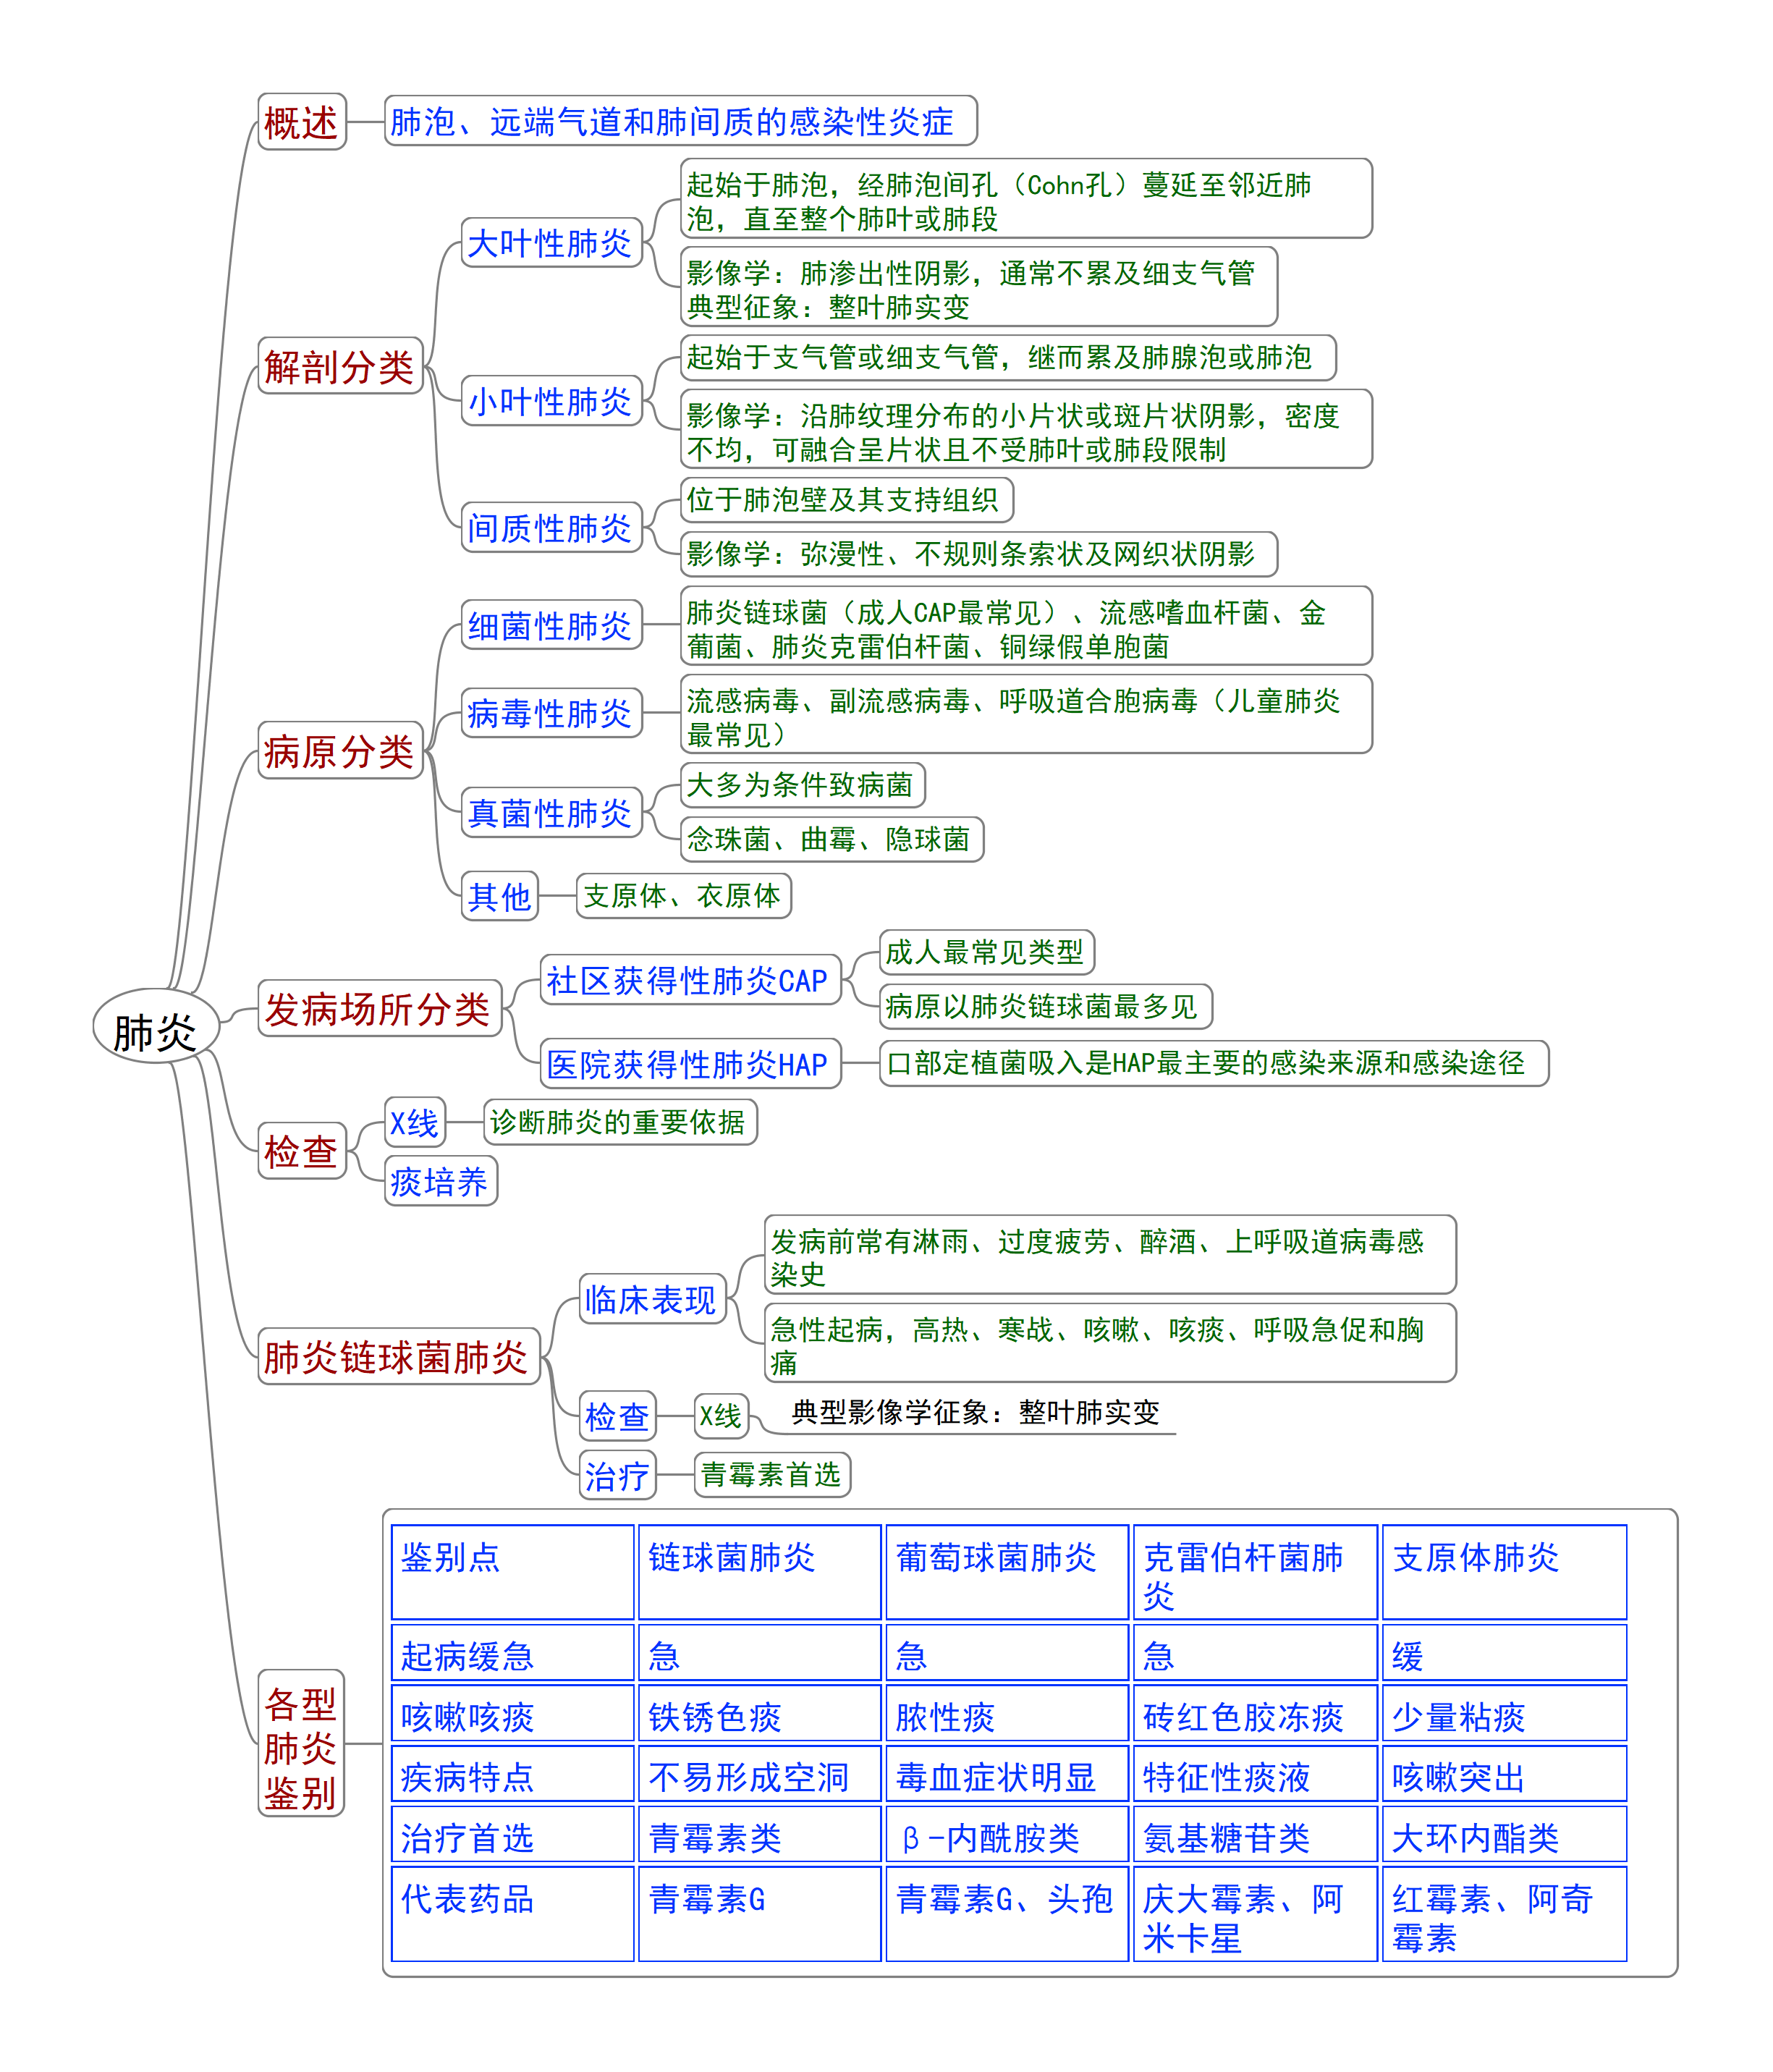 概述
肺泡、远端气道和肺间质的感染性炎症
解剖分类
大叶性肺炎
起始于肺泡，经肺泡间孔（Cohn孔）蔓延至邻近肺
泡，直至整个肺叶或肺段
影像学：肺渗出性阴影，通常不累及细支气管
典型征象：整叶肺实变
小叶性肺炎
起始于支气管或细支气管，继而累及肺腺泡或肺泡
影像学：沿肺纹理分布的小片状或斑片状阴影，密度
不均，可融合呈片状且不受肺叶或肺段限制
间质性肺炎
位于肺泡壁及其支持组织
影像学：弥漫性、不规则条索状及网织状阴影
病原分类
细菌性肺炎
肺炎链球菌（成人CAP最常见）、流感嗜血杆菌、金
葡菌、肺炎克雷伯杆菌、铜绿假单胞菌
病毒性肺炎
流感病毒、副流感病毒、呼吸道合胞病毒（儿童肺炎
最常见）
真菌性肺炎
大多为条件致病菌
念珠菌、曲霉、隐球菌
其他
支原体、衣原体
肺炎
发病场所分类
社区获得性肺炎CAP
成人最常见类型
病原以肺炎链球菌最多见
医院获得性肺炎HAP
口部定植菌吸入是HAP最主要的感染来源和感染途径
检查
X线
诊断肺炎的重要依据
痰培养
肺炎链球菌肺炎
临床表现
发病前常有淋雨、过度疲劳、醉酒、上呼吸道病毒感
染史
急性起病，高热、寒战、咳嗽、咳痰、呼吸急促和胸
痛
检查
X线
典型影像学征象：整叶肺实变
治疗
青霉素首选
各型
肺炎
鉴别
鉴别点 链球菌肺炎 葡萄球菌肺炎 克雷伯杆菌肺
炎 支原体肺炎
起病缓急 急 急 急 缓
咳嗽咳痰 铁锈色痰 脓性痰 砖红色胶冻痰 少量粘痰
疾病特点 不易形成空洞 毒血症状明显 特征性痰液 咳嗽突出
治疗首选 青霉素类 β-内酰胺类 氨基糖苷类 大环内酯类
代表药品 青霉素G 青霉素G、头孢 庆大霉素、阿
米卡星 红霉素、阿奇
霉素